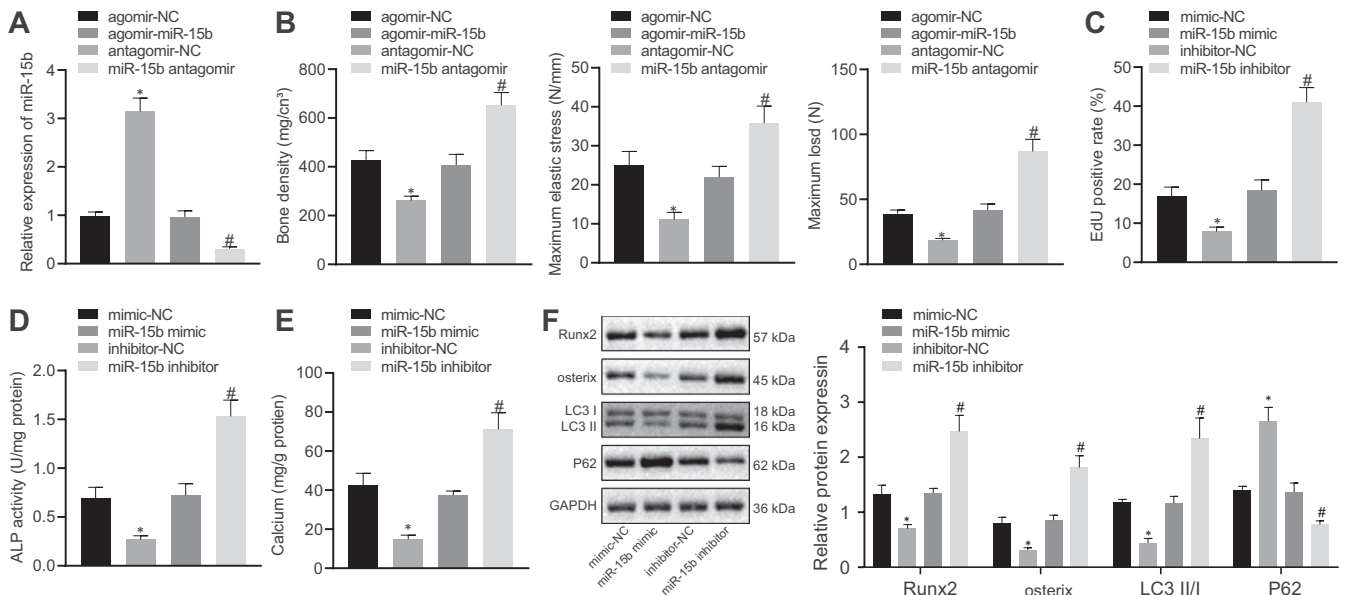 A
agomir-NC
agomir-miR-15b
antagomir-NC
miR-15b antagomir
Relative expression of miR-15b
4
3
2
1
0
*
#
B
agomir-NC
agomir-miR-15b
antagomir-NC
miR-15b antagomir
Bone density (mg/cn³)
800
600
400
200
0
*
#
agomir-NC
agomir-miR-15b
antagomir-NC
miR-15b antagomir
Maximum elastic stress (N/mm)
50
40
30
20
10
0
*
#
agomir-NC
agomir-miR-15b
antagomir-NC
miR-15b antagomir
Maximum losd (N)
150
100
50
0
*
#
C
mimic-NC
miR-15b mimic
inhibitor-NC
miR-15b inhibitor
EdU positive rate (%)
50
40
30
20
10
0
*
#
D
mimic-NC
miR-15b mimic
inhibitor-NC
miR-15b inhibitor
ALP activity (U/mg protein)
2.0
1.5
1.0
0.5
0.0
*
#
E
mimic-NC
miR-15b mimic
inhibitor-NC
miR-15b inhibitor
Calcium (mg/g protien)
100
80
60
40
20
0
*
#
F
Runx2 57 kDa
osterix 45 kDa
LC3 I 18 kDa
LC3 II 16 kDa
P62 62 kDa
GAPDH 36 kDa
mimic-NC
miR-15b mimic
inhibitor-NC
miR-15b inhibitor
mimic-NC
miR-15b mimic
inhibitor-NC
miR-15b inhibitor
Relative protein expressin
4
3
2
1
0
*
#
*
#
*
#
*
#
Runx2 osterix LC3 II/I P62